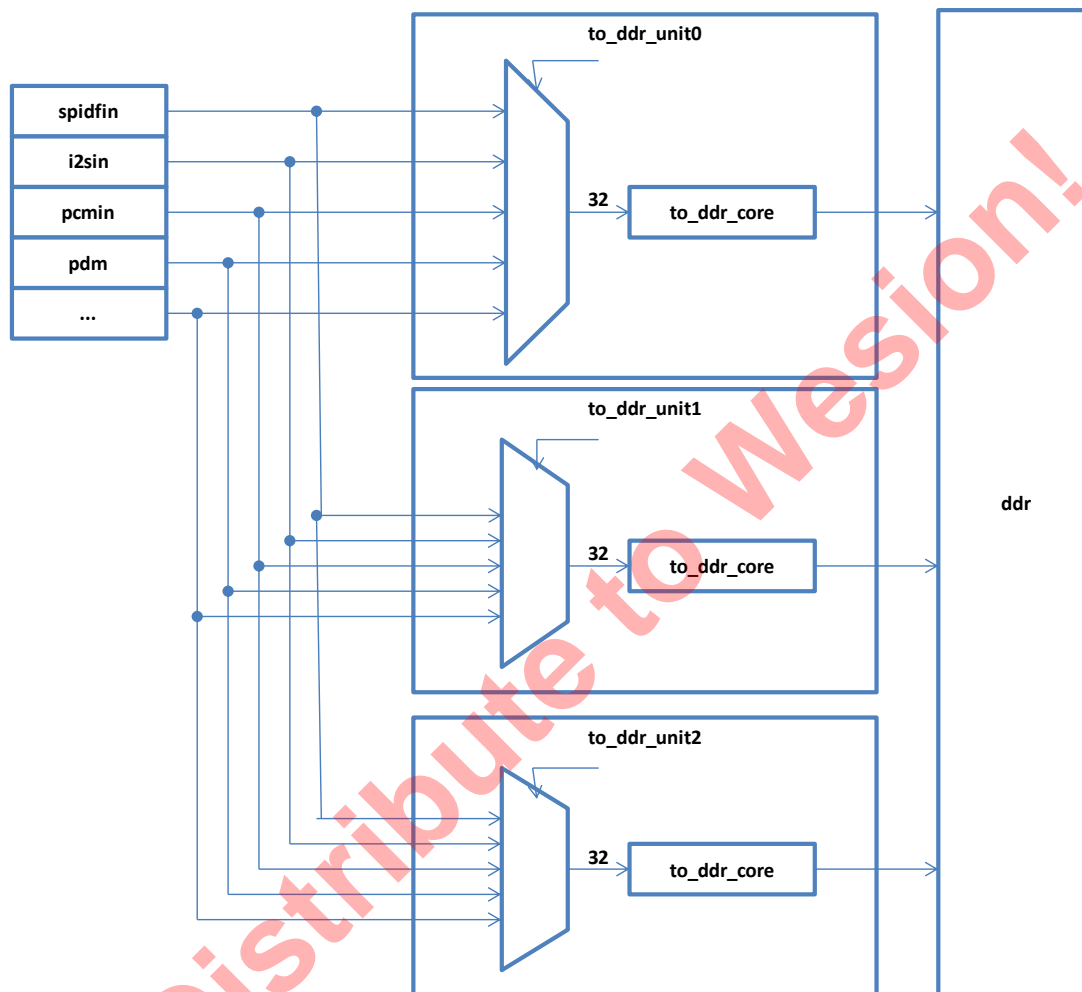 to_ddr_unit0
spidfin
i2sin
pcmin
pdm
...
32
to_ddr_core
to_ddr_unit1
32
to_ddr_core
ddr
to_ddr_unit2
32
to_ddr_core
Distribute to Wesion!